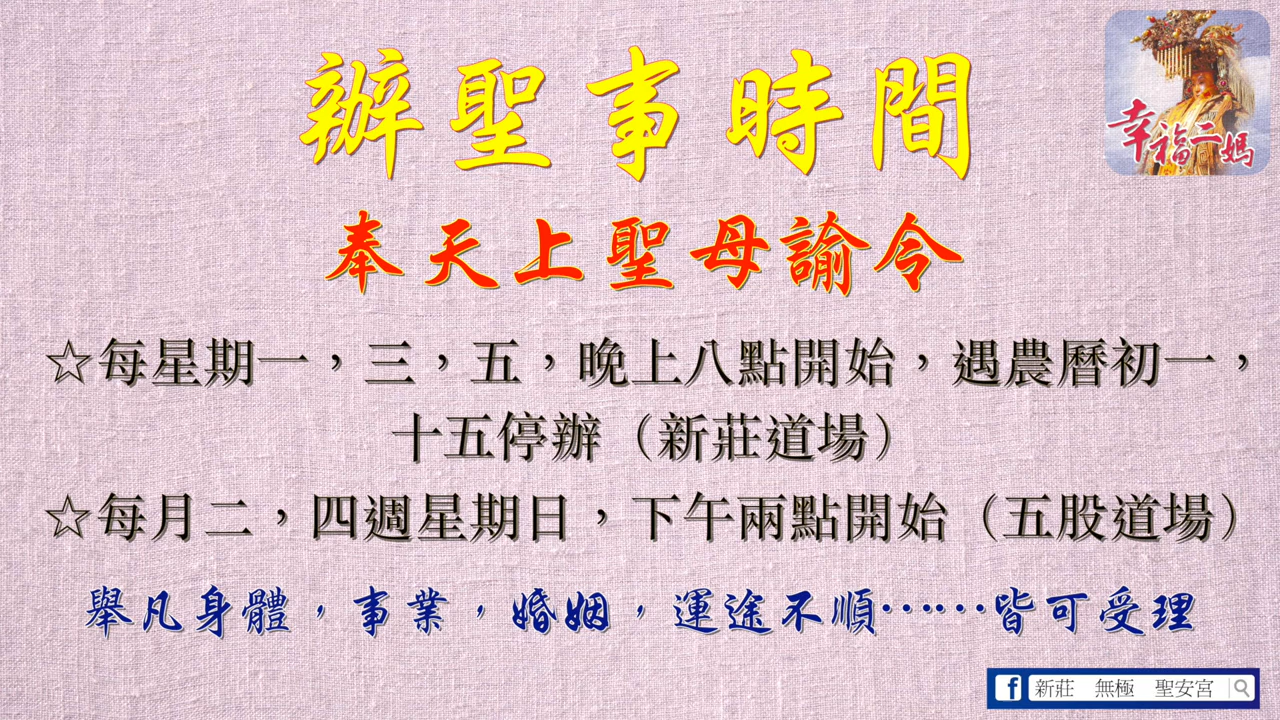 辦聖事時間
幸福二媽
奉天上聖母諭令
☆每星期一，三，五，晚上八點開始，遇農曆初一，
十五停辦（新莊道場）
☆每月二，四週星期日，下午兩點開始（五股道場）
舉凡身體，事業，婚姻，運途不順……皆可受理
f 新莊 無極 聖安宮